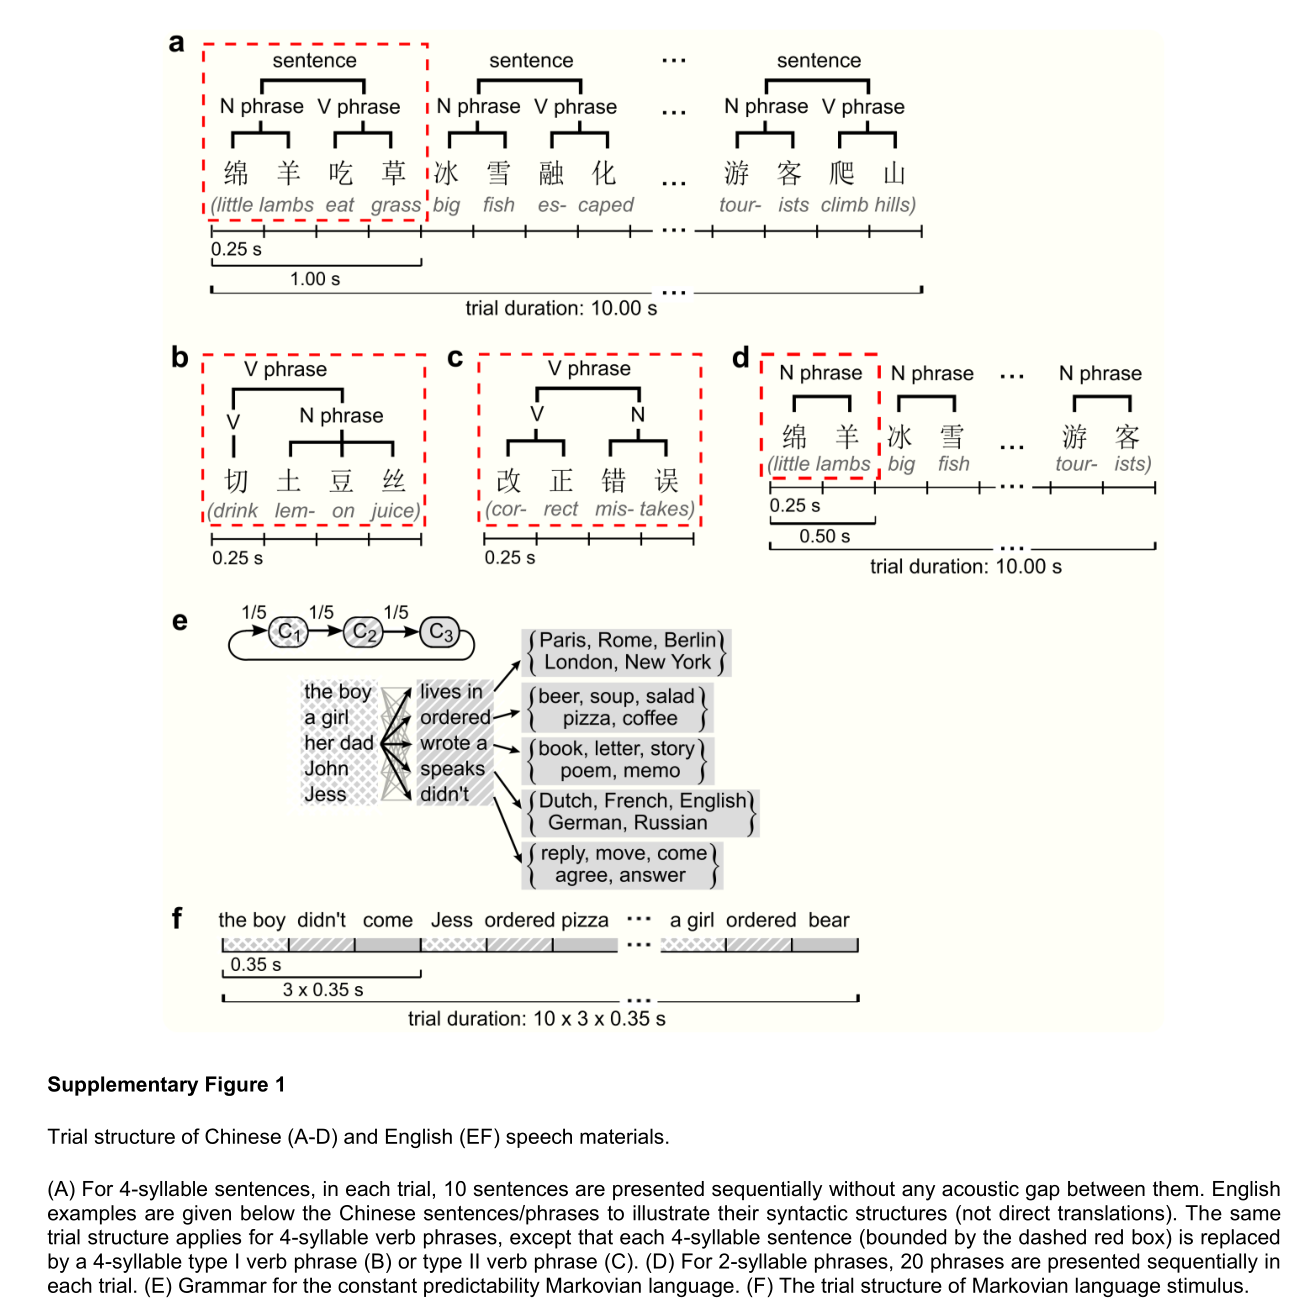 a
sentence sentence ... sentence
N phrase V phrase N phrase V phrase ... N phrase V phrase
绵 羊 吃 草 冰 雪 融 化 ... 游 客 爬 山
(little lambs eat grass big fish es- caped tour- ists climb hills)
...
0.25 s
1.00 s
...
trial duration: 10.00 s
b
V phrase
V N phrase
切 土 豆 丝
(drink lem- on juice)
0.25 s
c
V phrase
V N
改 正 错 误
(cor- rect mis- takes)
0.25 s
d
N phrase N phrase ... N phrase
绵 羊 冰 雪 ... 游 客
(little lambs big fish tour- ists)
...
0.25 s
0.50 s
...
trial duration: 10.00 s
e
1/5 1/5 1/5
C1 C2 C3
the boy
a girl
her dad
John
Jess
lives in
ordered
wrote a
speaks
didn't
{Paris, Rome, Berlin
London, New York}
{beer, soup, salad
pizza, coffee}
{book, letter, story
poem, memo}
{Dutch, French, English
German, Russian}
{reply, move, come
agree, answer}
f
the boy didn't come Jess ordered pizza ... a girl ordered bear
...
0.35 s
3 x 0.35 s
...
trial duration: 10 x 3 x 0.35 s
Supplementary Figure 1
Trial structure of Chinese (A-D) and English (EF) speech materials.
(A) For 4-syllable sentences, in each trial, 10 sentences are presented sequentially without any acoustic gap between them. English
examples are given below the Chinese sentences/phrases to illustrate their syntactic structures (not direct translations). The same
trial structure applies for 4-syllable verb phrases, except that each 4-syllable sentence (bounded by the dashed red box) is replaced
by a 4-syllable type I verb phrase (B) or type II verb phrase (C). (D) For 2-syllable phrases, 20 phrases are presented sequentially in
each trial. (E) Grammar for the constant predictability Markovian language. (F) The trial structure of Markovian language stimulus.